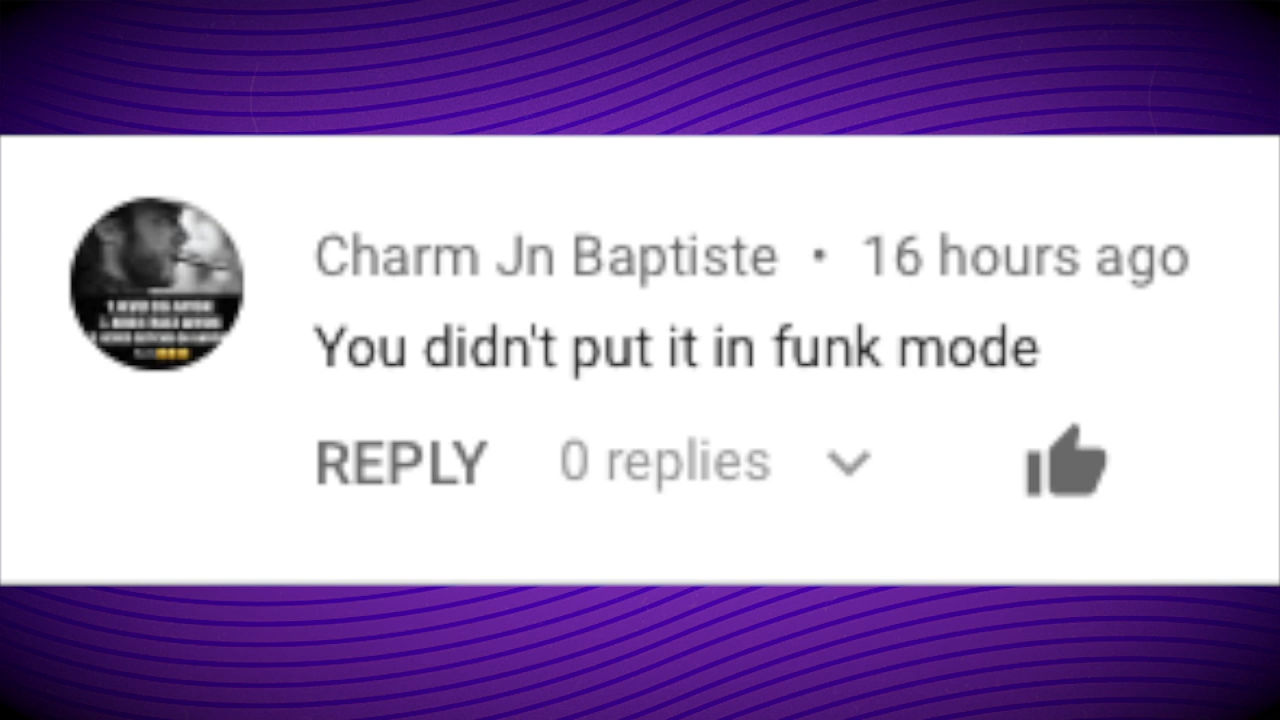 Charm Jn Baptiste • 16 hours ago
You didn't put it in funk mode
REPLY 0 replies